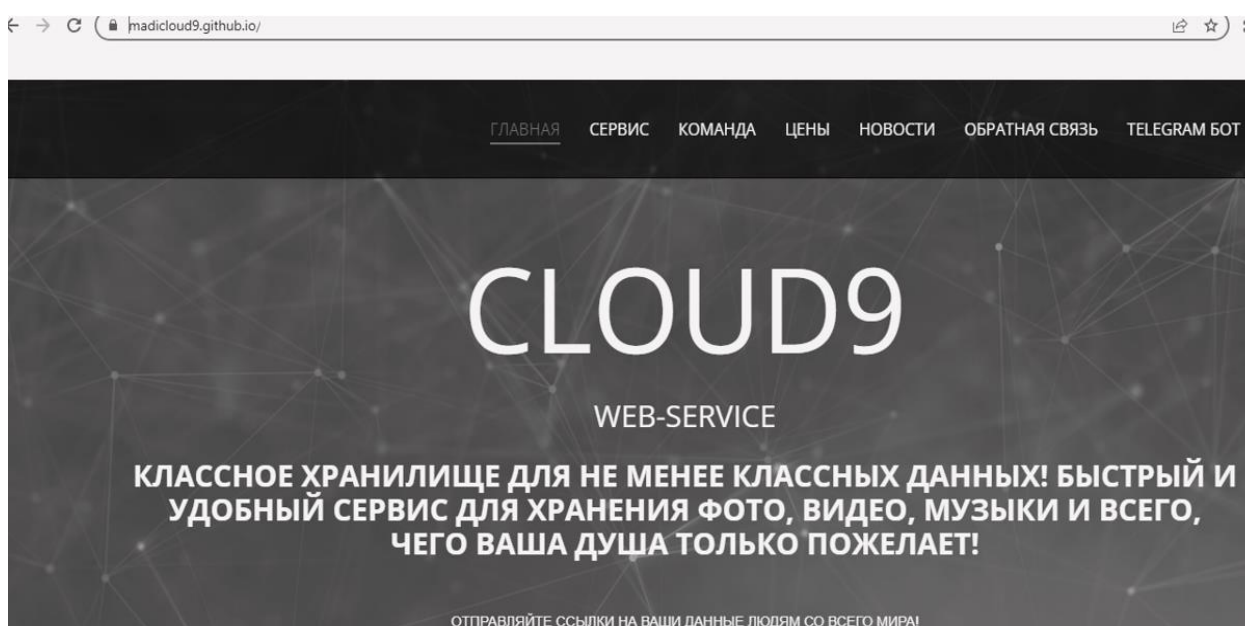 madicloud9.github.io/
ГЛАВНАЯ СЕРВИС КОМАНДА ЦЕНЫ НОВОСТИ ОБРАТНАЯ СВЯЗЬ TELEGRAM БОТ
CLOUD9
WEB-SERVICE
КЛАССНОЕ ХРАНИЛИЩЕ ДЛЯ НЕ МЕНЕЕ КЛАССНЫХ ДАННЫХ! БЫСТРЫЙ И
УДОБНЫЙ СЕРВИС ДЛЯ ХРАНЕНИЯ ФОТО, ВИДЕО, МУЗЫКИ И ВСЕГО,
ЧЕГО ВАША ДУША ТОЛЬКО ПОЖЕЛАЕТ!
ОТПРАВЛЯЙТЕ ССЫЛКИ НА ВАШИ ДАННЫЕ ЛЮДЯМ СО ВСЕГО МИРА!